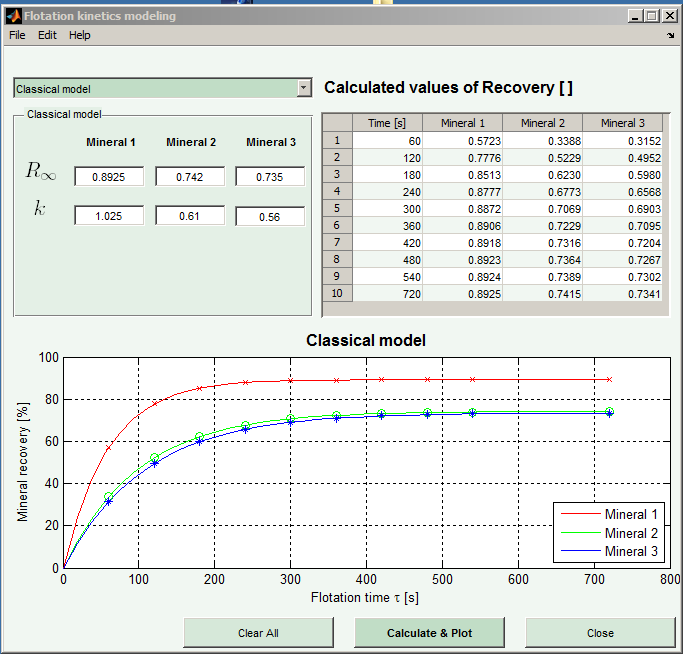 Flotation kinetics modeling
File Edit Help
Classical model
Calculated values of Recovery [ ]
Classical model
Mineral 1 Mineral 2 Mineral 3
R∞ 0.8925 0.742 0.735
k 1.025 0.61 0.56
Time [s] Mineral 1 Mineral 2 Mineral 3
1 60 0.5723 0.3388 0.3152
2 120 0.7776 0.5229 0.4952
3 180 0.8513 0.6230 0.5980
4 240 0.8777 0.6773 0.6568
5 300 0.8872 0.7069 0.6903
6 360 0.8906 0.7229 0.7095
7 420 0.8918 0.7316 0.7204
8 480 0.8923 0.7364 0.7267
9 540 0.8924 0.7389 0.7302
10 720 0.8925 0.7415 0.7341
Classical model
Mineral recovery [%]
100
80
60
40
20
0
0 100 200 300 400 500 600 700 800
Flotation time τ [s]
Mineral 1
Mineral 2
Mineral 3
Clear All Calculate & Plot Close